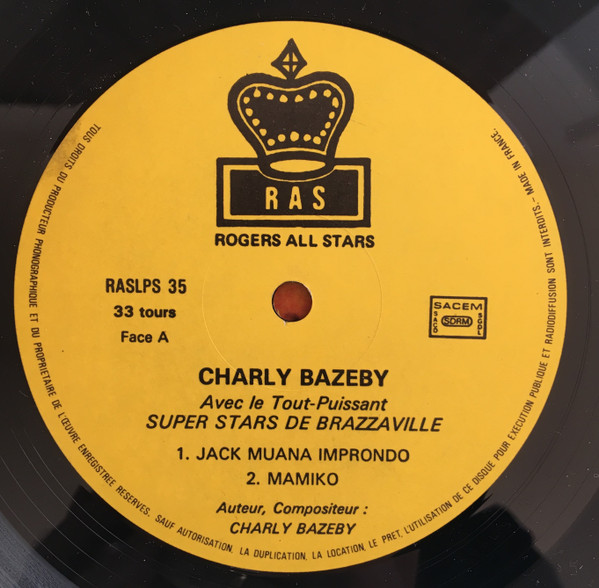 RAS
ROGERS ALL STARS
RASLPS 35
33 tours
Face A
SACEM
SACD
SDRM
SGDL
CHARLY BAZEBY
Avec le Tout-Puissant
SUPER STARS DE BRAZZAVILLE
1. JACK MUANA IMPRONDO
2. MAMIKO
Auteur, Compositeur :
CHARLY BAZEBY
TOUS DROITS DU PRODUCTEUR PHONOGRAPHIQUE ET DU PROPRIETAIRE DE L'ŒUVRE ENREGISTREE RESERVES. SAUF AUTORISATION, LA DUPLICATION, LA LOCATION, LE PRET, L'UTILISATION DE CE DISQUE POUR EXECUTION PUBLIQUE ET RADIODIFFUSION SONT INTERDITS - MADE IN FRANCE.